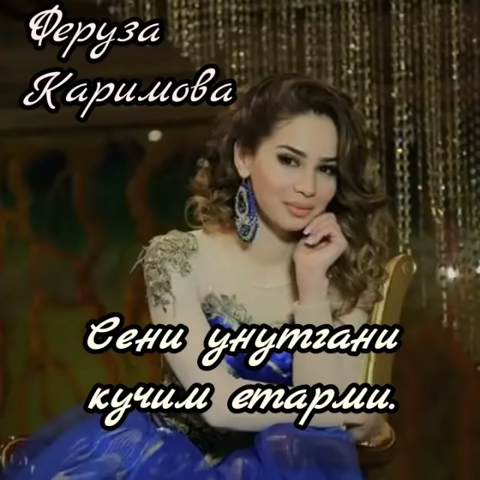 Феруза
Каримова
Сени унутгани
кучим етарми.